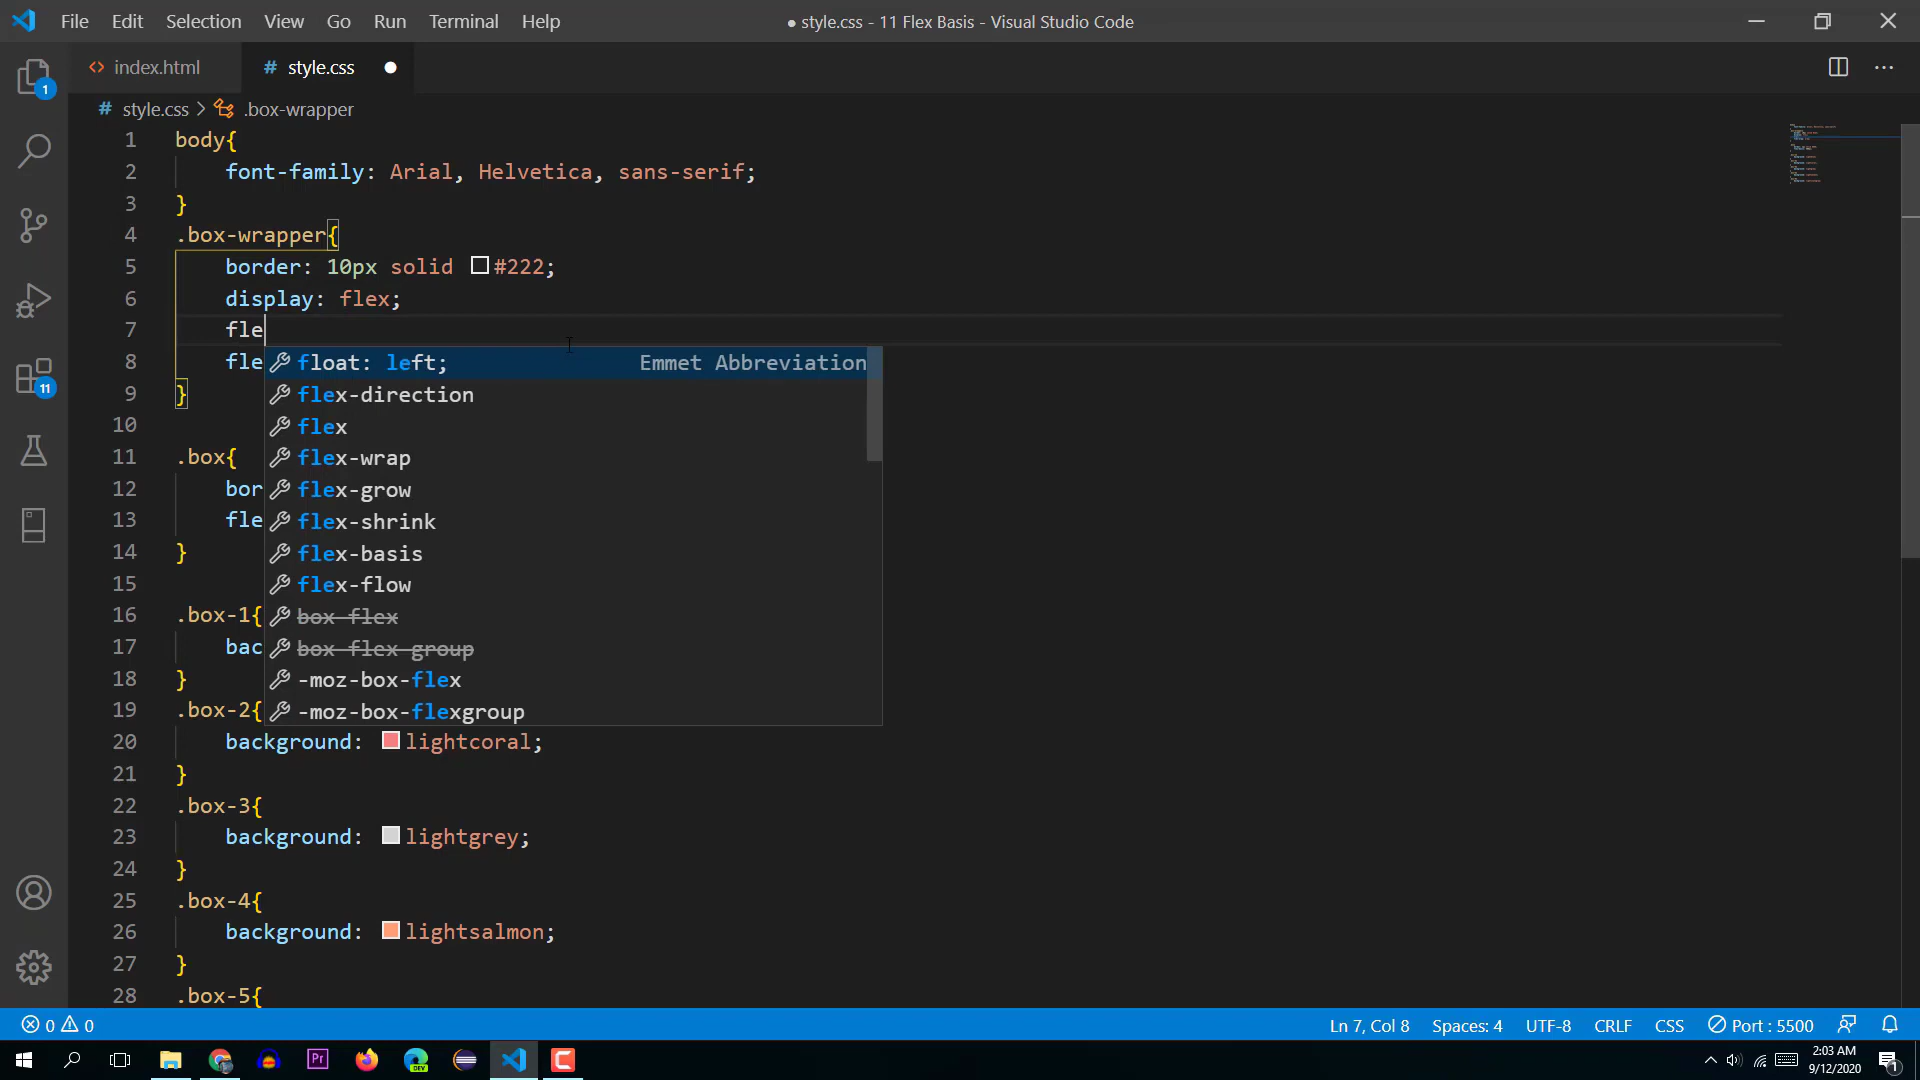 File Edit Selection View Go Run Terminal Help
● style.css - 11 Flex Basis - Visual Studio Code
<> index.html
# style.css ●
# style.css > .box-wrapper
1 body{
2 font-family: Arial, Helvetica, sans-serif;
3 }
4 .box-wrapper{
5 border: 10px solid #222;
6 display: flex;
7 fle
8 fle
float: left; Emmet Abbreviation
9 }
flex-direction
10
flex
11 .box{
flex-wrap
12 bor
flex-grow
13 fle
flex-shrink
14 }
flex-basis
15
flex-flow
16 .box-1{
box-flex
17 bac
box-flex-group
18 }
-moz-box-flex
19 .box-2{
-moz-box-flexgroup
20 background: lightcoral;
21 }
22 .box-3{
23 background: lightgrey;
24 }
25 .box-4{
26 background: lightsalmon;
27 }
28 .box-5{
1
11
0 0
Ln 7, Col 8 Spaces: 4 UTF-8 CRLF CSS Port : 5500
Pr
DEV
2:03 AM
9/12/2020
1